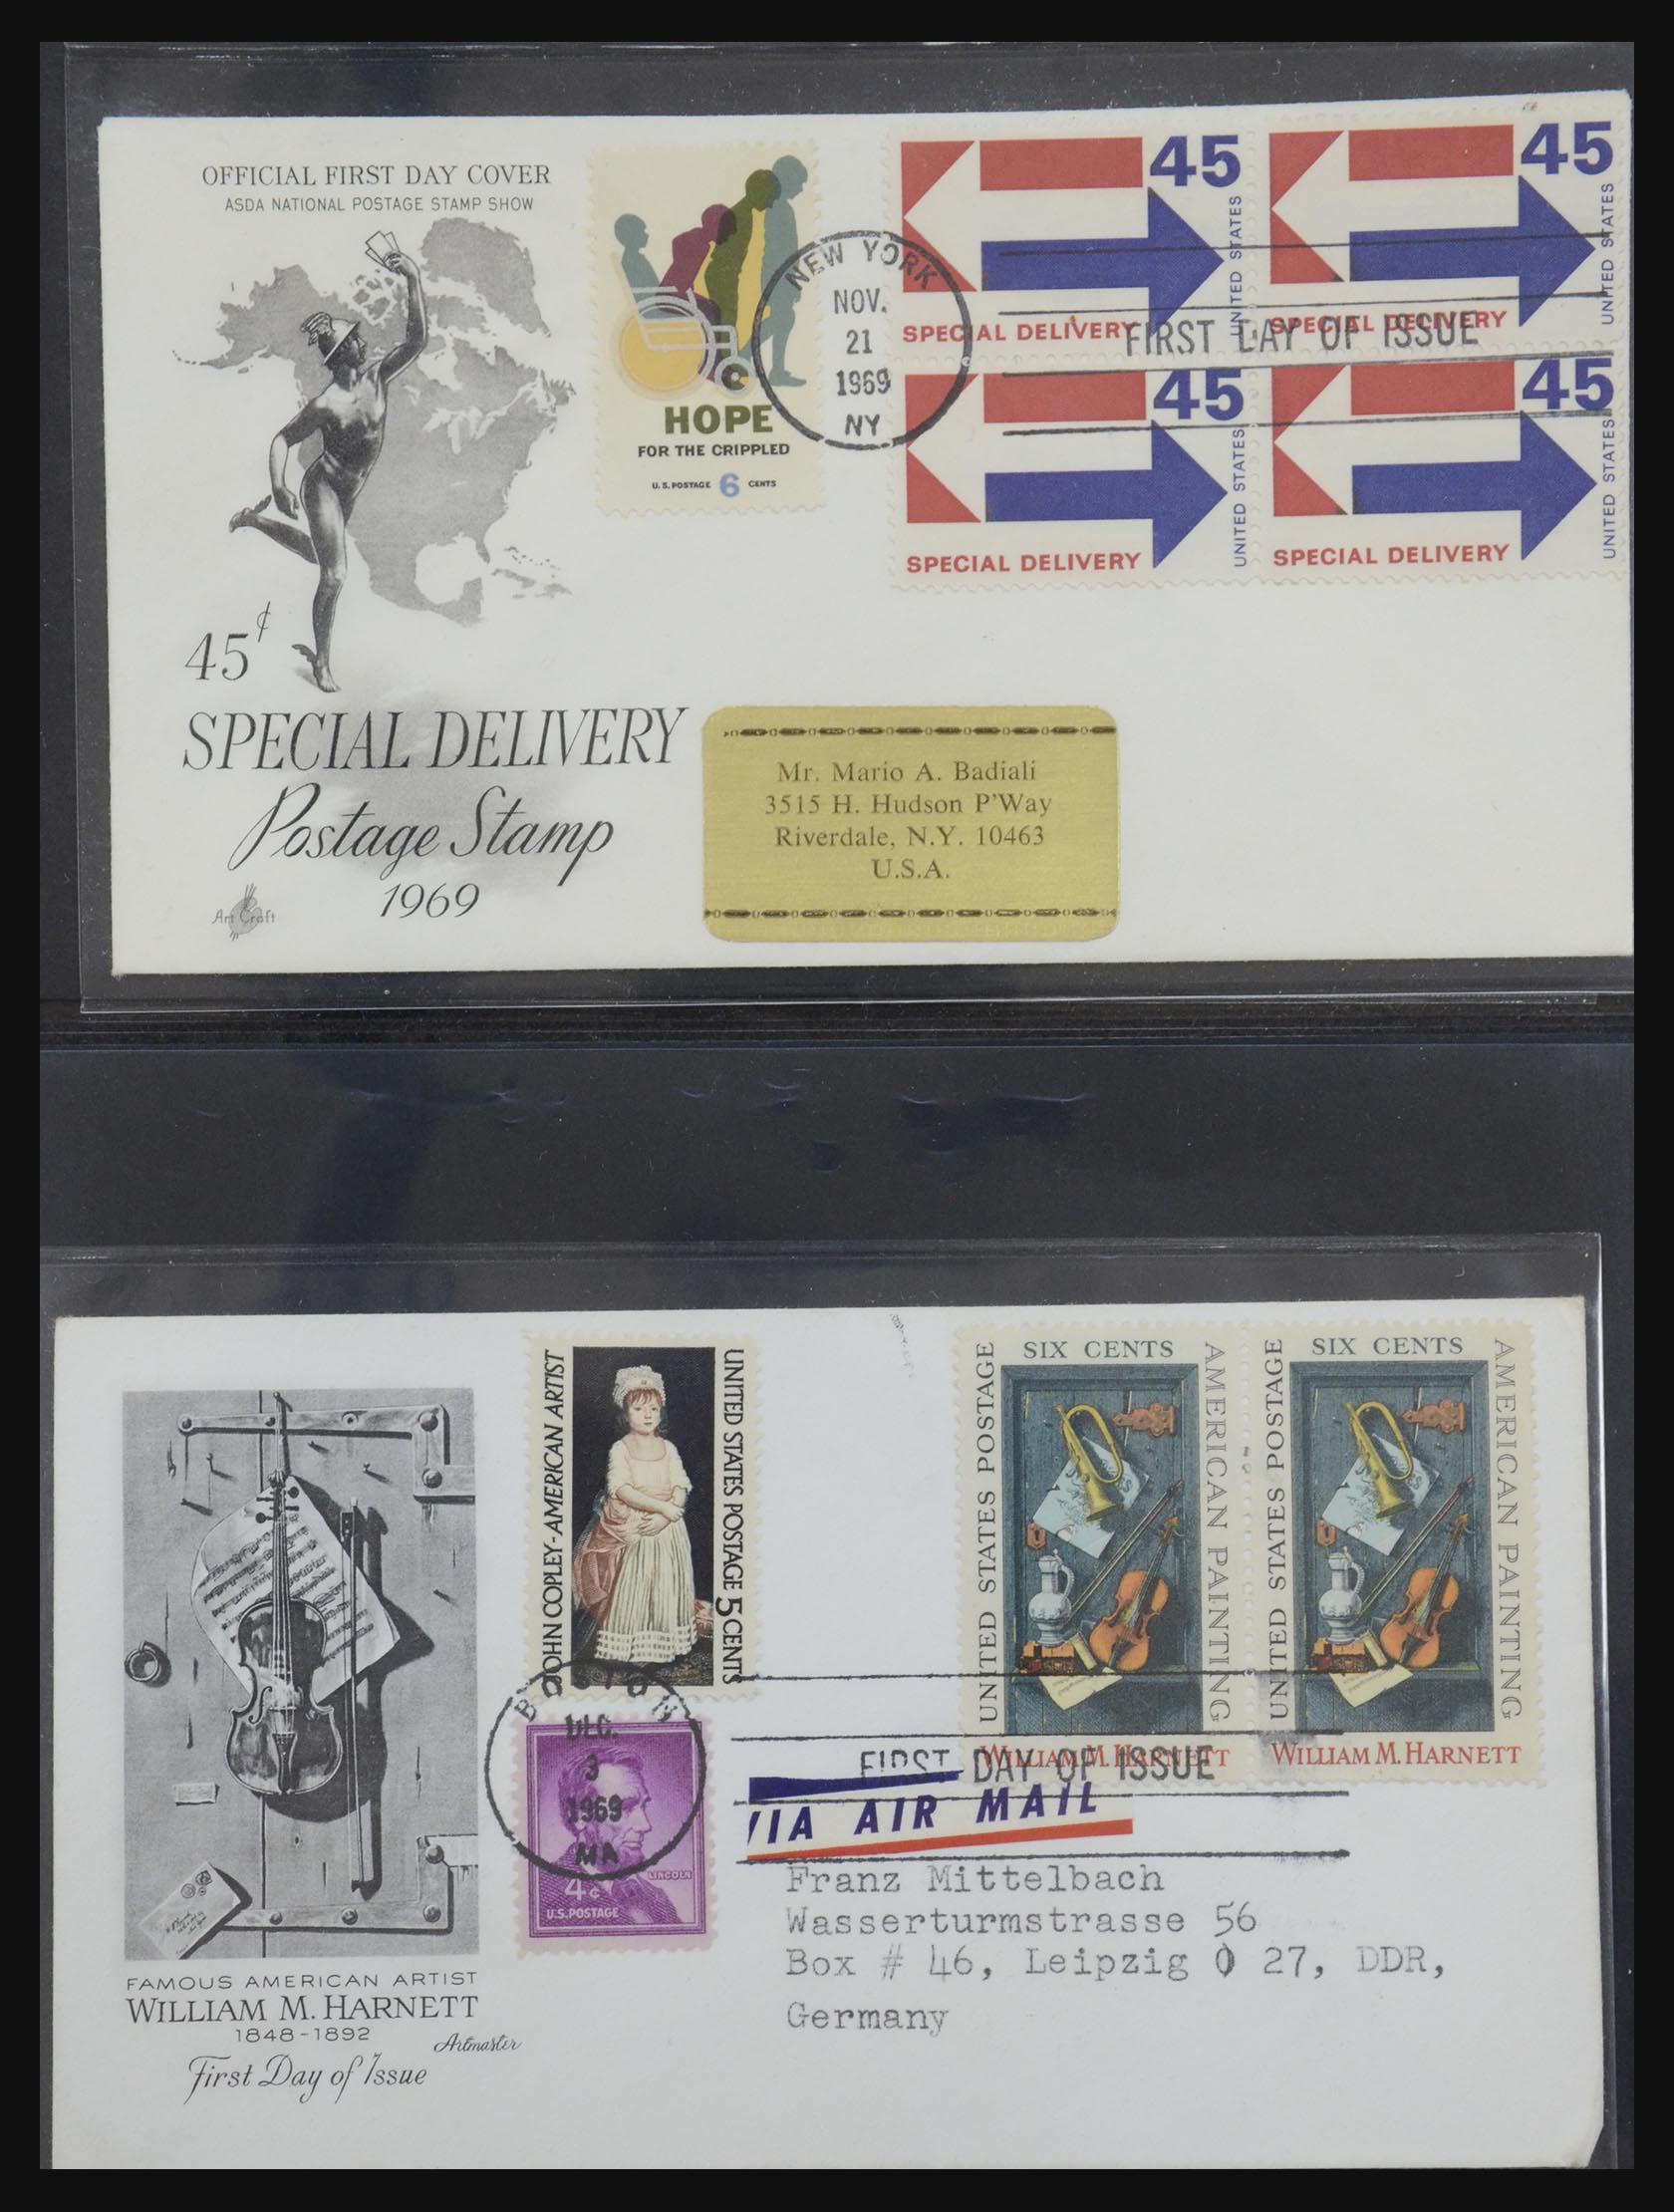 OFFICIAL FIRST DAY COVER
ASDA NATIONAL POSTAGE STAMP SHOW
45¢
SPECIAL DELIVERY
Postage Stamp
1969
Art Craft
HOPE
FOR THE CRIPPLED
U.S. POSTAGE 6 CENTS
NEW YORK
NOV.
21
1969
NY
FIRST DAY OF ISSUE
45
UNITED STATES
SPECIAL DELIVERY
45
UNITED STATES
SPECIAL DELIVERY
45
UNITED STATES
SPECIAL DELIVERY
45
UNITED STATES
SPECIAL DELIVERY
Mr. Mario A. Badiali
3515 H. Hudson P'Way
Riverdale, N.Y. 10463
U.S.A.
JOHN COPLEY-AMERICAN ARTIST
UNITED STATES POSTAGE 5 CENTS
UNITED STATES POSTAGE
SIX CENTS
AMERICAN PAINTING
WILLIAM M. HARNETT
UNITED STATES POSTAGE
SIX CENTS
AMERICAN PAINTING
WILLIAM M. HARNETT
BOSTON
DEC.
3
1969
MA
LINCOLN
4¢
U.S. POSTAGE
FIRST DAY OF ISSUE
VIA AIR MAIL
Franz Mittelbach
Wasserturmstrasse 56
Box # 46, Leipzig O 27, DDR,
Germany
FAMOUS AMERICAN ARTIST
WILLIAM M. HARNETT
1848-1892
Artmaster
First Day of Issue